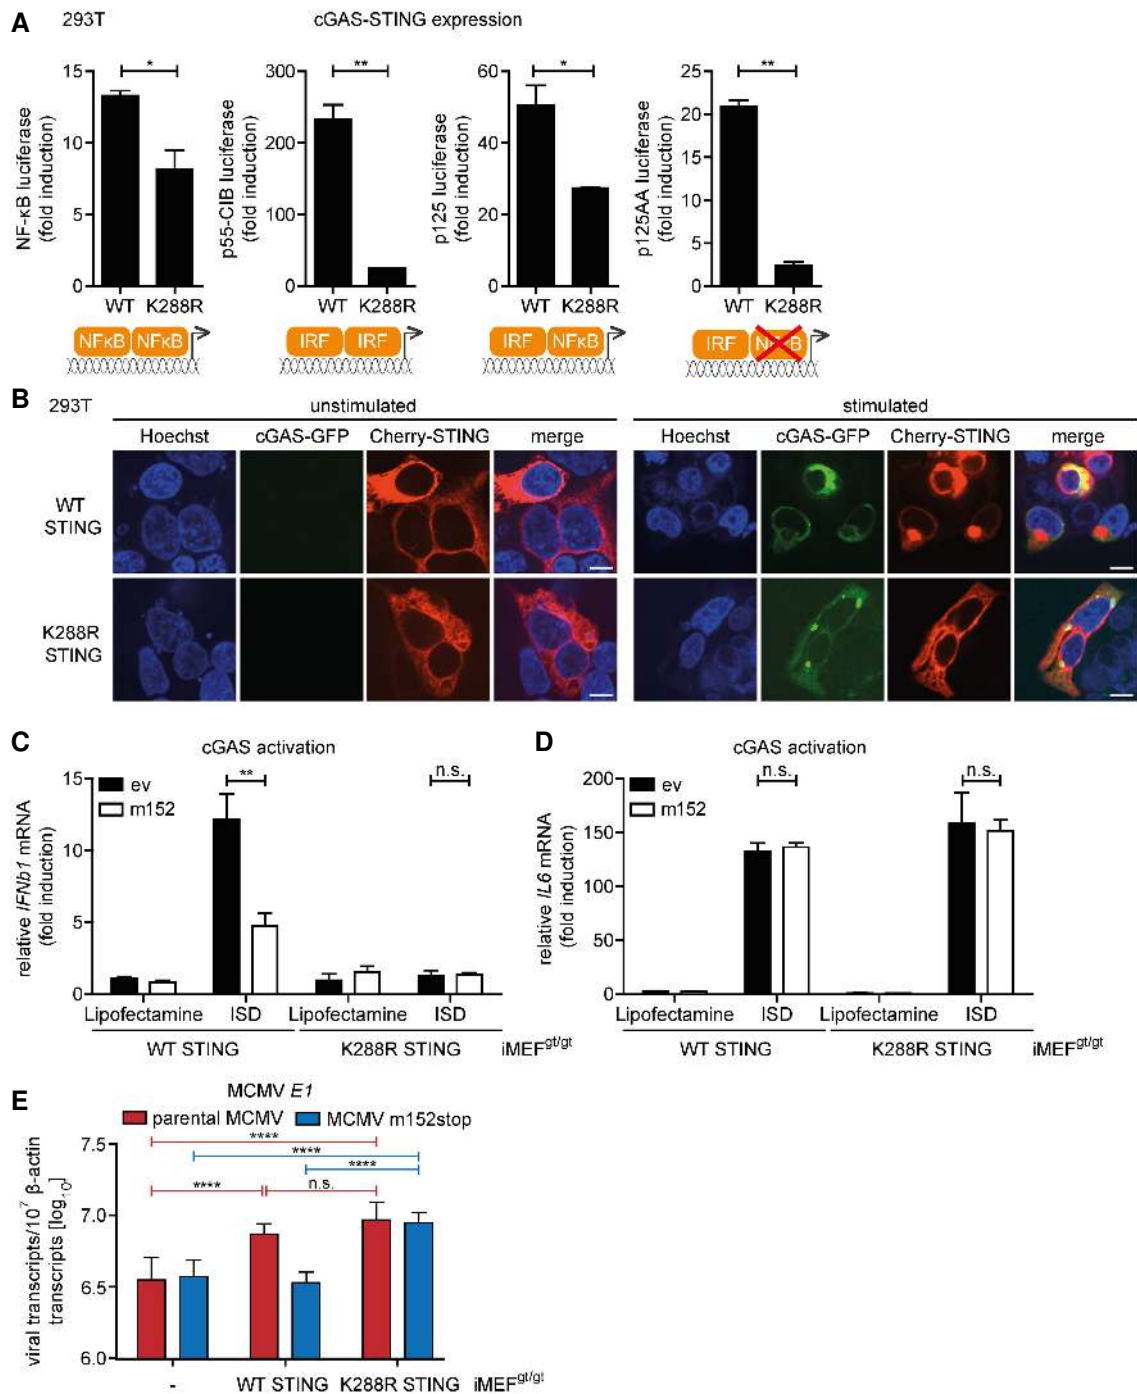 A 293T cGAS-STING expression
* ** * **
15 300 60 25
20
10 200 40 15
5 100 20 10
5
0 0 0 0
NF-κB luciferase
(fold induction)
p55-CIB luciferase
(fold induction)
p125 luciferase
(fold induction)
p125AA luciferase
(fold induction)
WT K288R WT K288R WT K288R WT K288R
NFκB NFκB IRF IRF IRF NFκB IRF NFκB
B 293T unstimulated stimulated
Hoechst cGAS-GFP Cherry-STING merge Hoechst cGAS-GFP Cherry-STING merge
WT
STING
K288R
STING
C cGAS activation
ev
m152
** n.s.
15
10
5
0
relative IFNb1 mRNA
(fold induction)
Lipofectamine ISD Lipofectamine ISD
WT STING K288R STING iMEFgt/gt
D cGAS activation
ev
m152
n.s. n.s.
200
150
100
50
0
relative IL6 mRNA
(fold induction)
Lipofectamine ISD Lipofectamine ISD
WT STING K288R STING iMEFgt/gt
E MCMV E1
parental MCMV MCMV m152stop
****
****
****
**** n.s.
7.5
7.0
6.5
6.0
viral transcripts/10⁷ β-actin
transcripts [log₁₀]
- WT STING K288R STING iMEFgt/gt